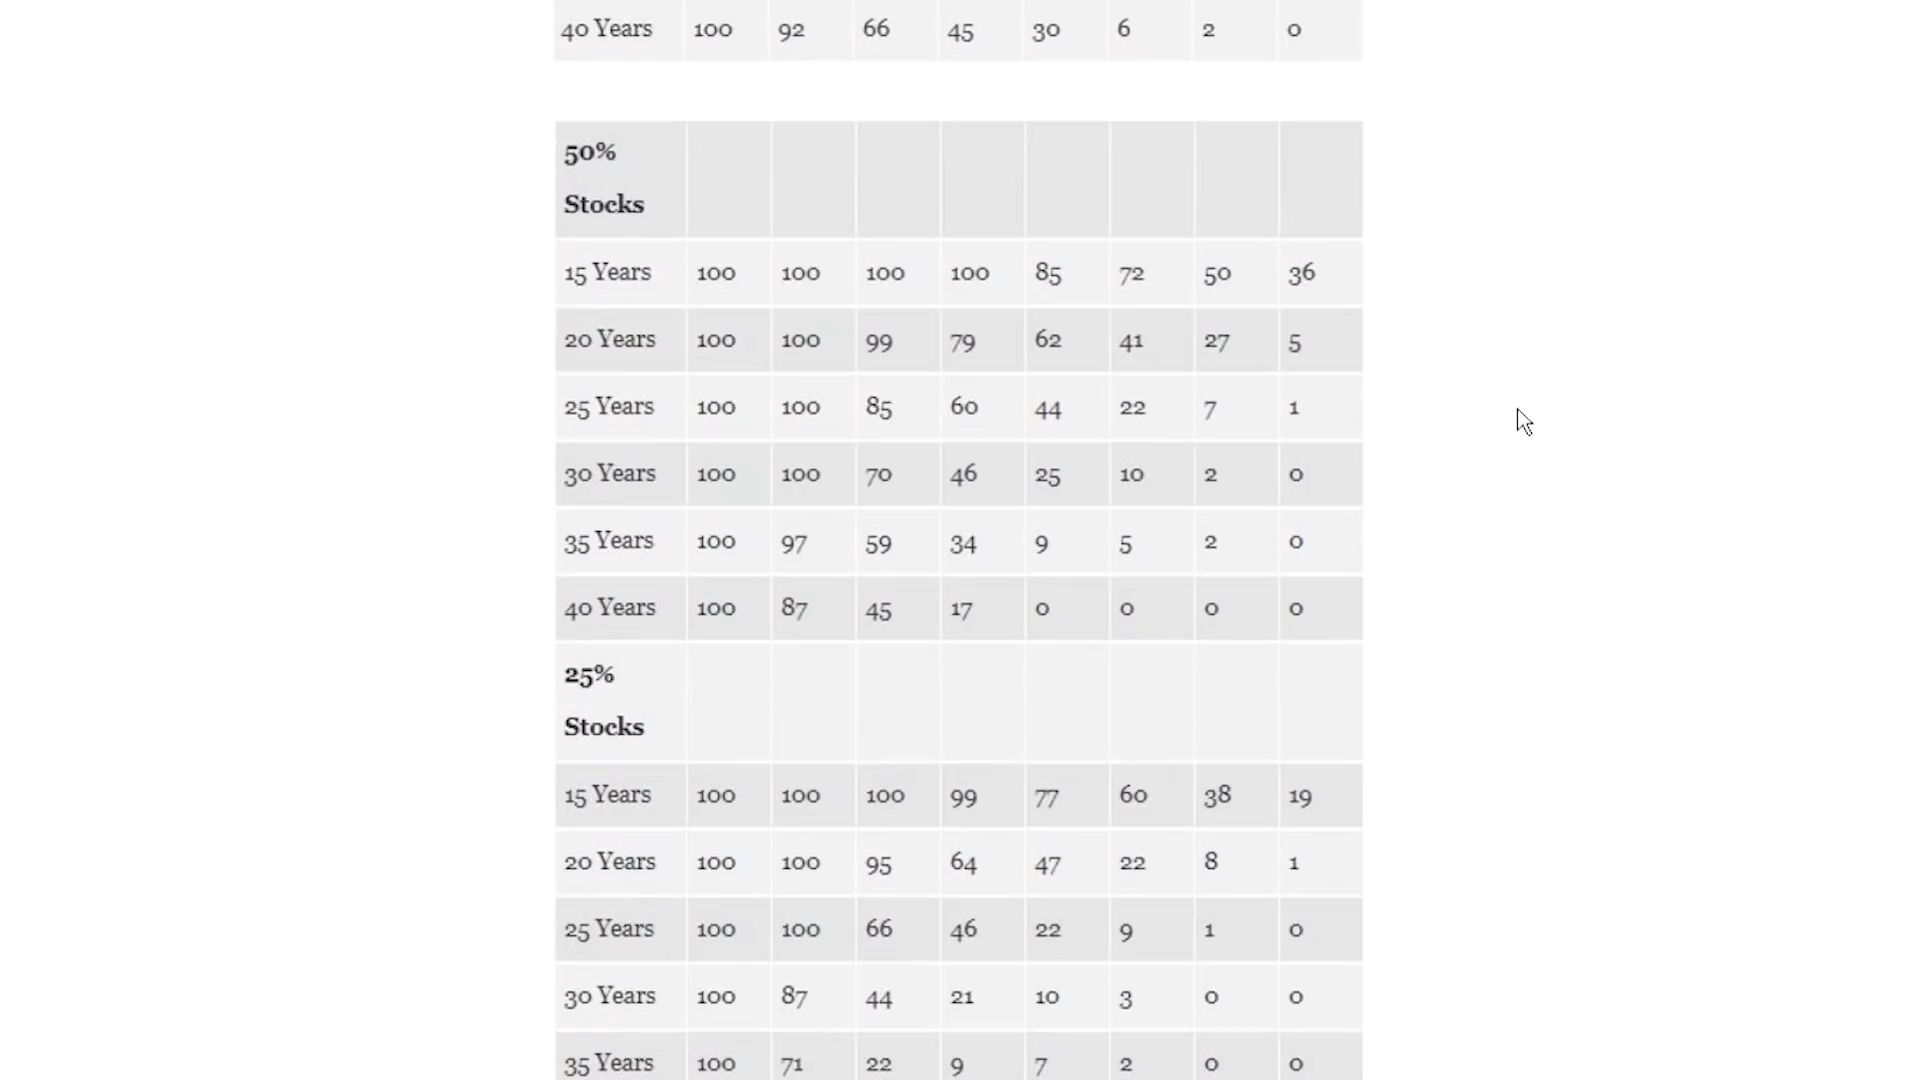 40 Years 100 92 66 45 30 6 2 0
50%
Stocks
15 Years 100 100 100 100 85 72 50 36
20 Years 100 100 99 79 62 41 27 5
25 Years 100 100 85 60 44 22 7 1
30 Years 100 100 70 46 25 10 2 0
35 Years 100 97 59 34 9 5 2 0
40 Years 100 87 45 17 0 0 0 0
25%
Stocks
15 Years 100 100 100 99 77 60 38 19
20 Years 100 100 95 64 47 22 8 1
25 Years 100 100 66 46 22 9 1 0
30 Years 100 87 44 21 10 3 0 0
35 Years 100 71 22 9 7 2 0 0